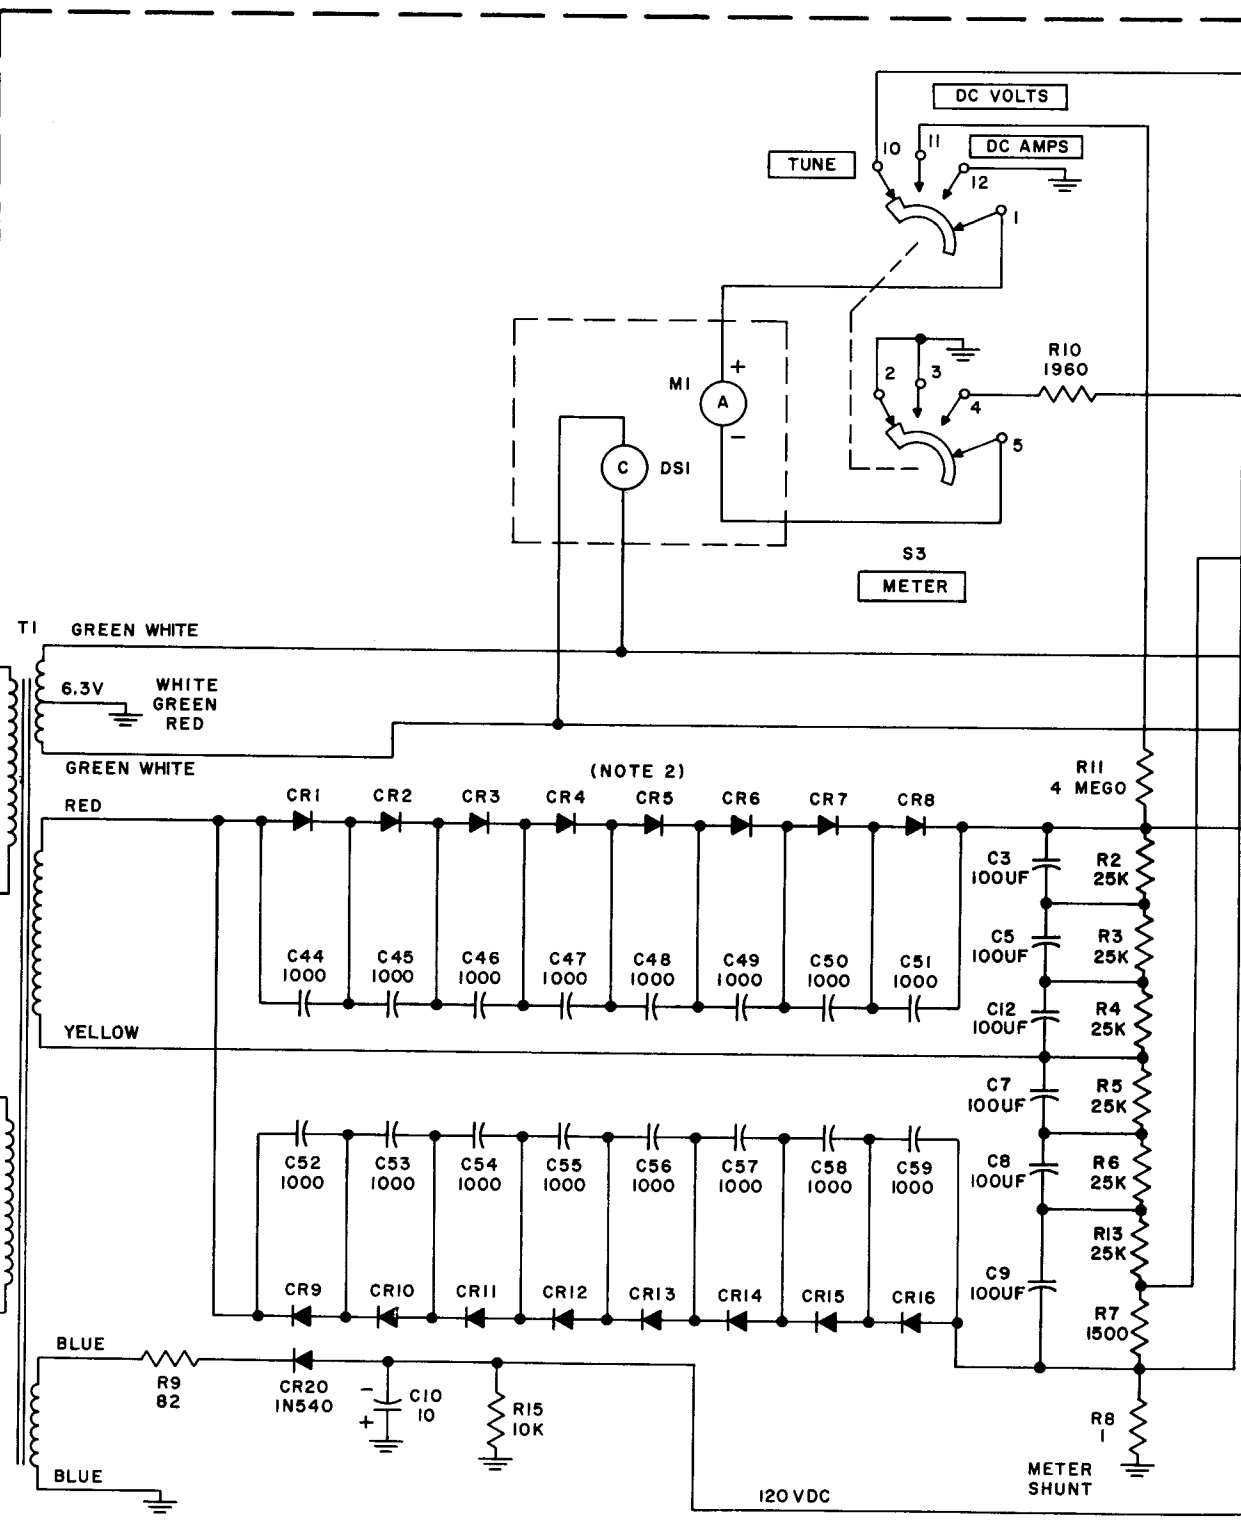 DC VOLTS
10
11
DC AMPS
TUNE
12
1
R10
1960
2
3
4
5
M1
+
A
-
C
DS1
S3
METER
T1
GREEN WHITE
6.3V
WHITE
GREEN
RED
GREEN WHITE
(NOTE 2)
R11
4 MEGO
RED
CR1
CR2
CR3
CR4
CR5
CR6
CR7
CR8
C3
100UF
R2
25K
C5
100UF
R3
25K
C44
1000
C45
1000
C46
1000
C47
1000
C48
1000
C49
1000
C50
1000
C51
1000
C12
100UF
R4
25K
YELLOW
C7
100UF
R5
25K
C52
1000
C53
1000
C54
1000
C55
1000
C56
1000
C57
1000
C58
1000
C59
1000
C8
100UF
R6
25K
R13
25K
C9
100UF
CR9
CR10
CR11
CR12
CR13
CR14
CR15
CR16
R7
1500
BLUE
R9
82
CR20
1N540
-
+
C10
10
R15
10K
R8
1
METER
SHUNT
BLUE
120VDC